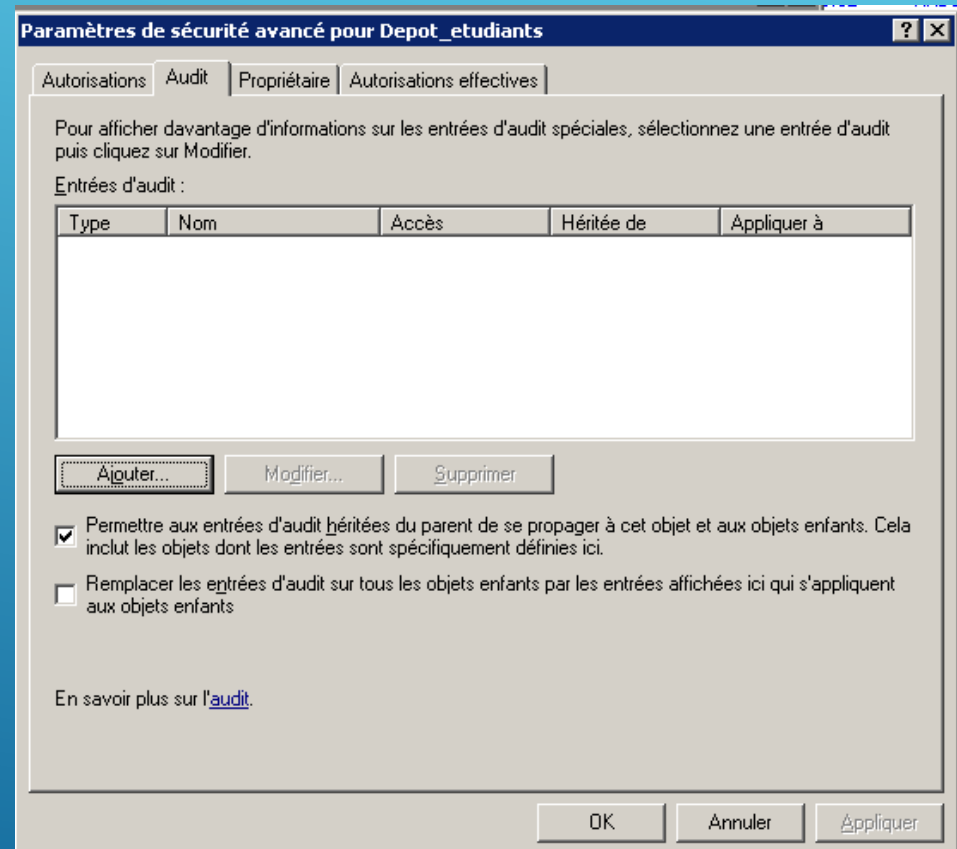 Paramètres de sécurité avancé pour Depot_etudiants
Autorisations Audit Propriétaire Autorisations effectives
Pour afficher davantage d'informations sur les entrées d'audit spéciales, sélectionnez une entrée d'audit
puis cliquez sur Modifier.
Entrées d'audit :
Type Nom Accès Héritée de Appliquer à
Ajouter... Modifier... Supprimer
Permettre aux entrées d'audit héritées du parent de se propager à cet objet et aux objets enfants. Cela
inclut les objets dont les entrées sont spécifiquement définies ici.
Remplacer les entrées d'audit sur tous les objets enfants par les entrées affichées ici qui s'appliquent
aux objets enfants
En savoir plus sur l'audit.
OK Annuler Appliquer